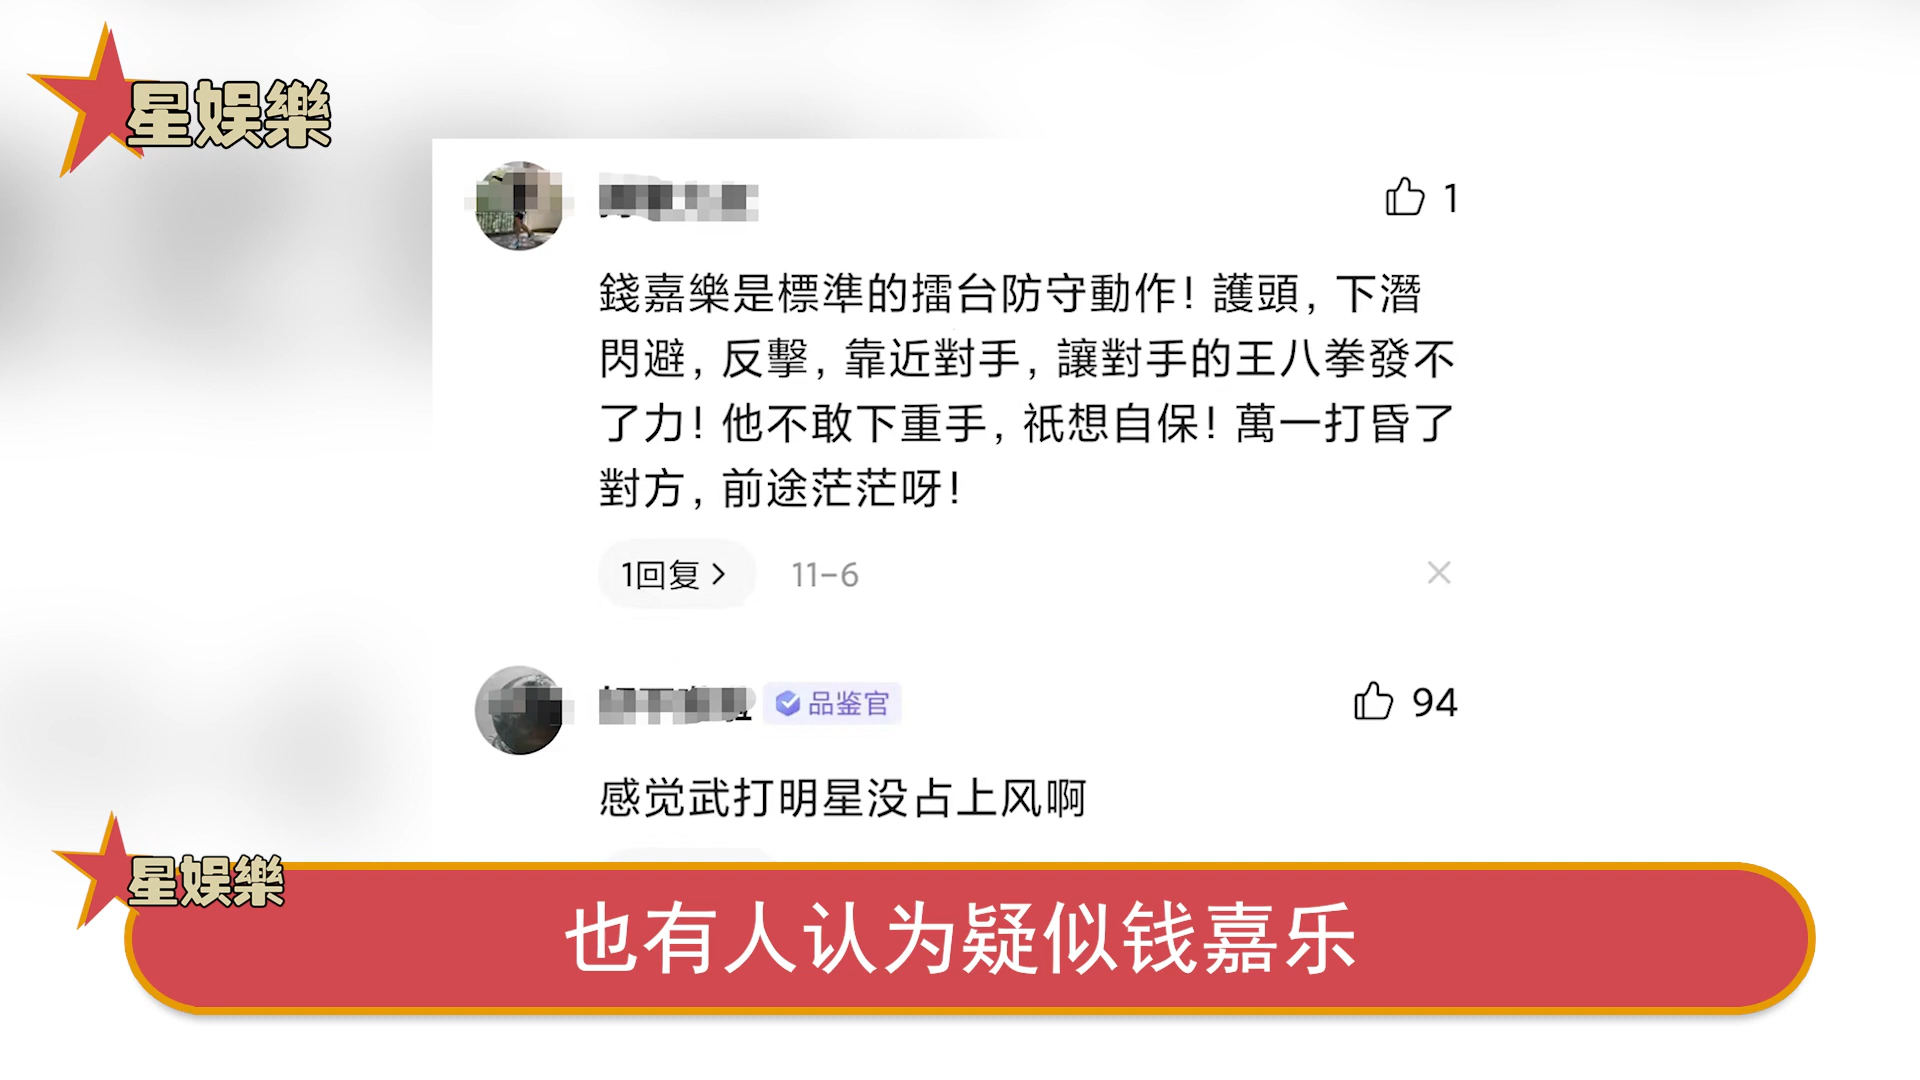 星娱樂
1
錢嘉樂是標準的擂台防守動作！護頭，下潛
閃避，反擊，靠近對手，讓對手的王八拳發不
了力！他不敢下重手，祇想自保！萬一打昏了
對方，前途茫茫呀！
1回复 >
11-6
品鉴官
94
感觉武打明星没占上风啊
星娱樂
也有人认为疑似钱嘉乐